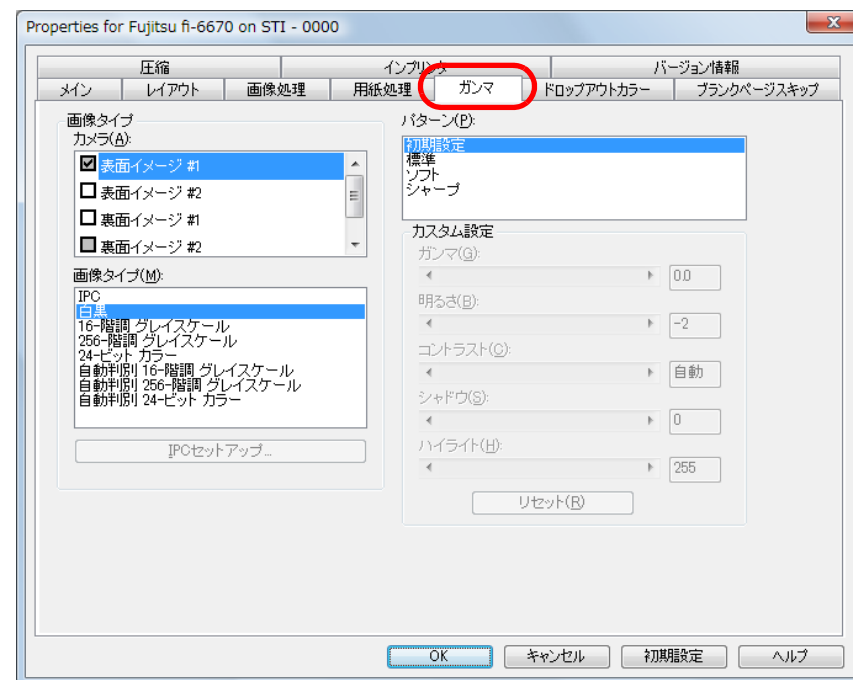 Properties for Fujitsu fi-6670 on STI - 0000
圧縮
インプリンタ
バージョン情報
メイン
レイアウト
画像処理
用紙処理
ガンマ
ドロップアウトカラー
ブランクページスキップ
画像タイプ
カメラ(A):
表面イメージ #1
表面イメージ #2
裏面イメージ #1
裏面イメージ #2
画像タイプ(M):
IPC
白黒
16-階調 グレイスケール
256-階調 グレイスケール
24-ビット カラー
自動判別 16-階調 グレイスケール
自動判別 256-階調 グレイスケール
自動判別 24-ビット カラー
IPCセットアップ...
パターン(P):
初期設定
標準
ソフト
シャープ
カスタム設定
ガンマ(G):
0.0
明るさ(B):
-2
コントラスト(C):
自動
シャドウ(S):
0
ハイライト(H):
255
リセット(R)
OK
キャンセル
初期設定
ヘルプ